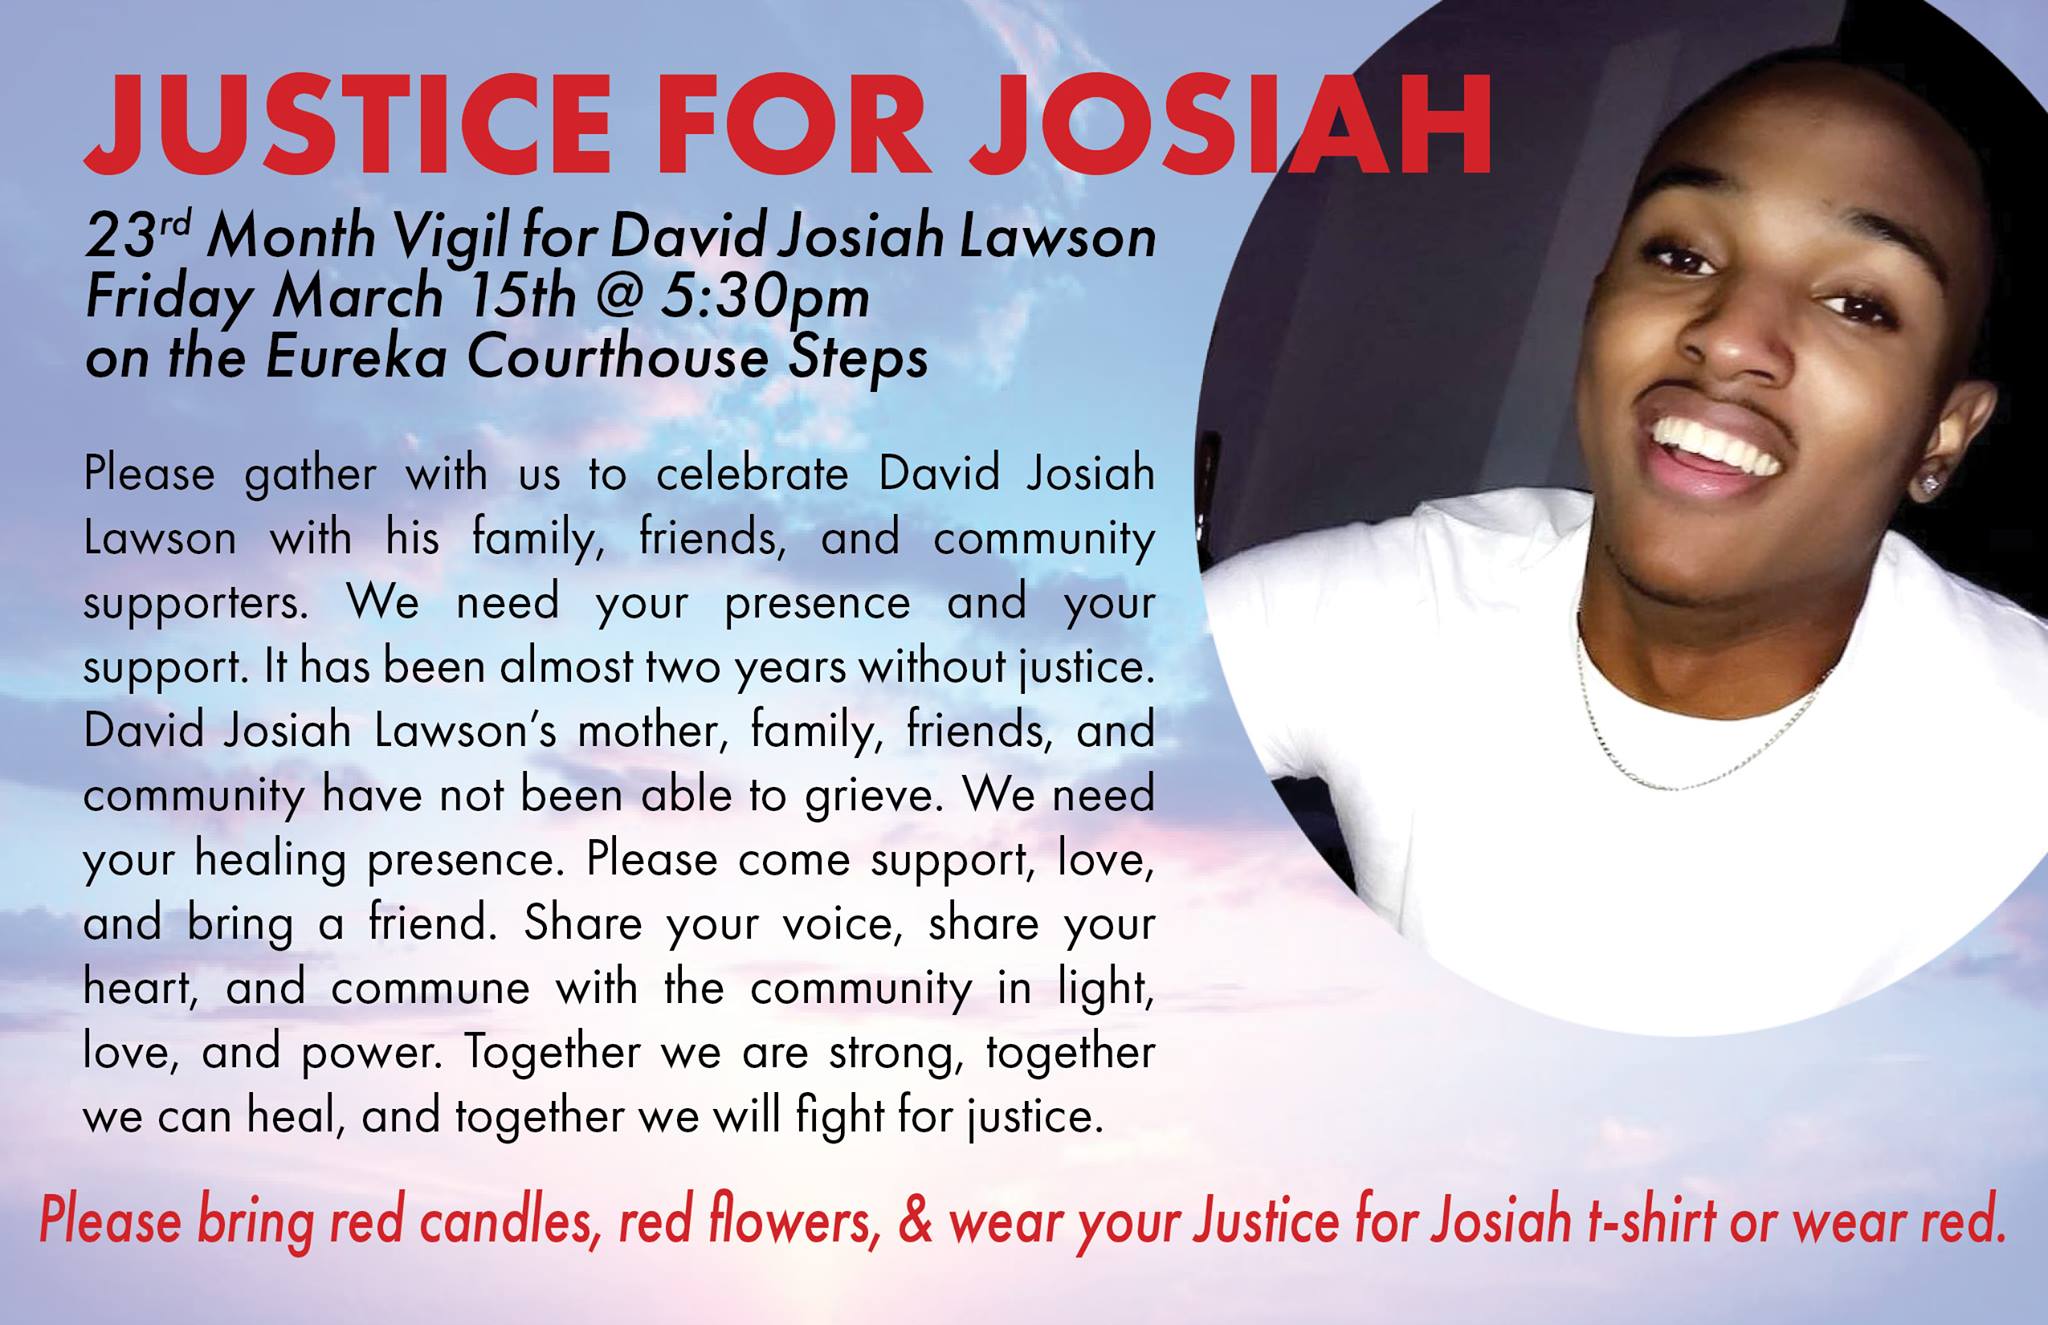 JUSTICE FOR JOSIAH
23rd Month Vigil for David Josiah Lawson
Friday March 15th @ 5:30pm
on the Eureka Courthouse Steps
Please gather with us to celebrate David Josiah
Lawson with his family, friends, and community
supporters. We need your presence and your
support. It has been almost two years without justice.
David Josiah Lawson’s mother, family, friends, and
community have not been able to grieve. We need
your healing presence. Please come support, love,
and bring a friend. Share your voice, share your
heart, and commune with the community in light,
love, and power. Together we are strong, together
we can heal, and together we will fight for justice.
Please bring red candles, red flowers, & wear your Justice for Josiah t-shirt or wear red.